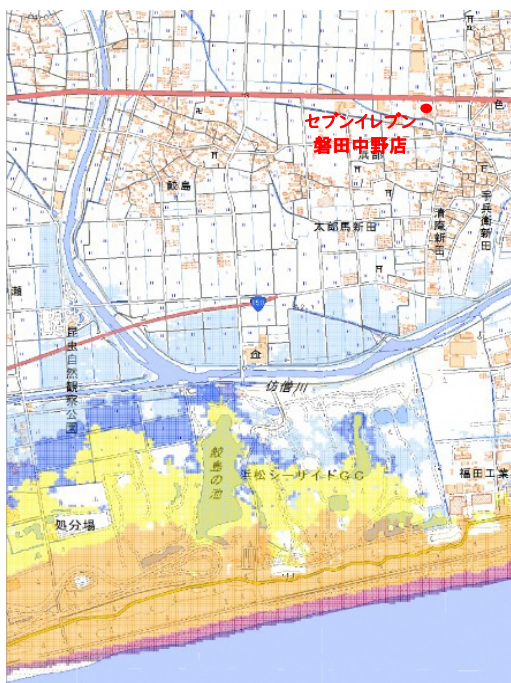 セブンイレブン
磐田中野店
鮫島
太郎馬新田
清庵新田
宇兵衛新田
150
昆虫自然観察公園
坊僧川
鮫島の池
浜松シーサイドGC
福田工業
処分場